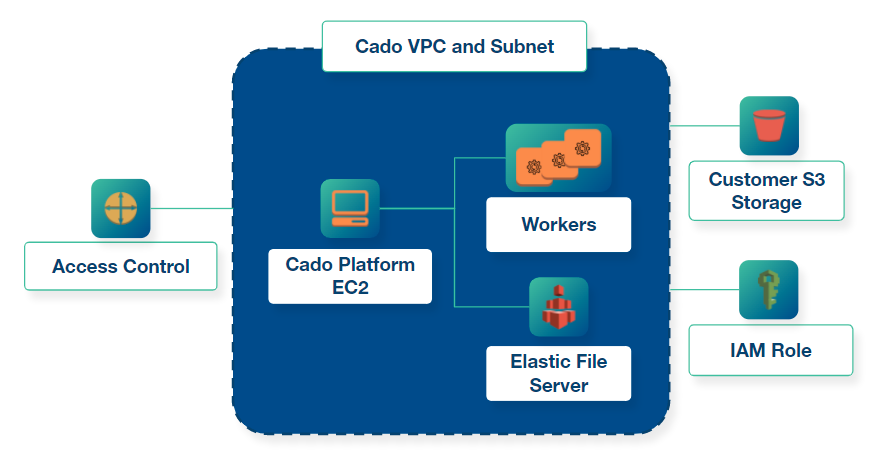 Cado VPC and Subnet
Access Control
Cado Platform
EC2
Workers
Elastic File
Server
Customer S3
Storage
IAM Role